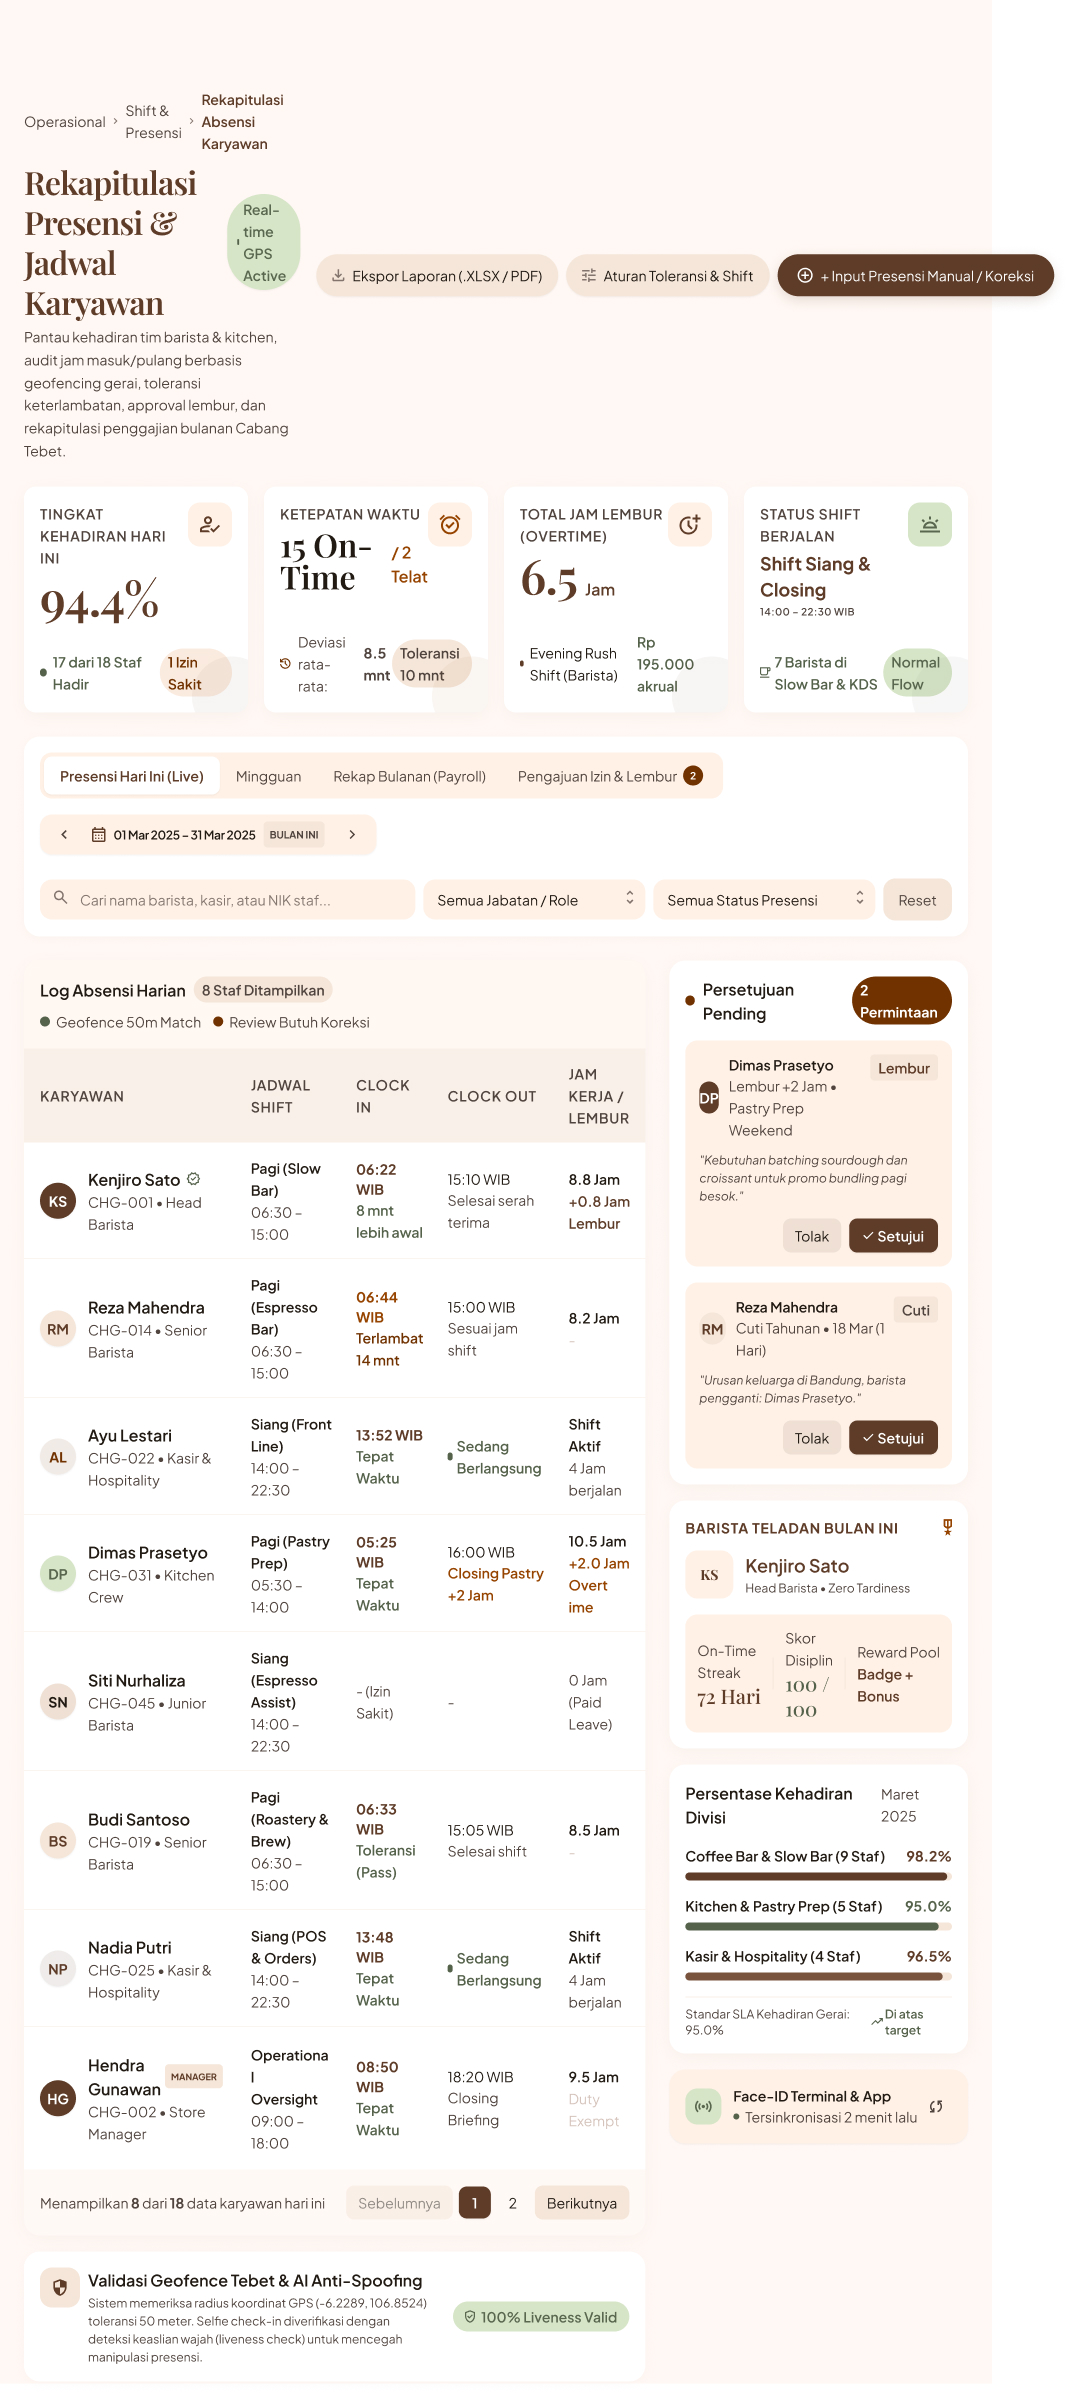 Operasional › Shift & Presensi › Rekapitulasi Absensi Karyawan
Rekapitulasi
Presensi &
Jadwal
Karyawan
Real-
time
GPS
Active
Ekspor Laporan (.XLSX / PDF)
Aturan Toleransi & Shift
+ Input Presensi Manual / Koreksi
Pantau kehadiran tim barista & kitchen,
audit jam masuk/pulang berbasis
geofencing gerai, toleransi
keterlambatan, approval lembur, dan
rekapitulasi penggajian bulanan Cabang
Tebet.
TINGKAT
KEHADIRAN HARI
INI
94.4%
17 dari 18 Staf
Hadir
1 Izin
Sakit
KETEPATAN WAKTU
15 On-
Time
/ 2
Telat
Deviasi
rata-
rata:
8.5
mnt
Toleransi
10 mnt
TOTAL JAM LEMBUR
(OVERTIME)
6.5 Jam
Evening Rush
Shift (Barista)
Rp
195.000
akrual
STATUS SHIFT
BERJALAN
Shift Siang &
Closing
14:00 – 22:30 WIB
7 Barista di
Slow Bar & KDS
Normal
Flow
Presensi Hari Ini (Live)
Mingguan
Rekap Bulanan (Payroll)
Pengajuan Izin & Lembur 2
01 Mar 2025 – 31 Mar 2025 BULAN INI
Cari nama barista, kasir, atau NIK staf...
Semua Jabatan / Role
Semua Status Presensi
Reset
Log Absensi Harian 8 Staf Ditampilkan
Geofence 50m Match
Review Butuh Koreksi
KARYAWAN
JADWAL
SHIFT
CLOCK
IN
CLOCK OUT
JAM
KERJA /
LEMBUR
KS
Kenjiro Sato
CHG-001 • Head
Barista
Pagi (Slow
Bar)
06:30 –
15:00
06:22
WIB
8 mnt
lebih awal
15:10 WIB
Selesai serah
terima
8.8 Jam
+0.8 Jam
Lembur
RM
Reza Mahendra
CHG-014 • Senior
Barista
Pagi
(Espresso
Bar)
06:30 –
15:00
06:44
WIB
Terlambat
14 mnt
15:00 WIB
Sesuai jam
shift
8.2 Jam
–
AL
Ayu Lestari
CHG-022 • Kasir &
Hospitality
Siang (Front
Line)
14:00 –
22:30
13:52 WIB
Tepat
Waktu
Sedang
Berlangsung
Shift
Aktif
4 Jam
berjalan
DP
Dimas Prasetyo
CHG-031 • Kitchen
Crew
Pagi (Pastry
Prep)
05:30 –
14:00
05:25
WIB
Tepat
Waktu
16:00 WIB
Closing Pastry
+2 Jam
10.5 Jam
+2.0 Jam
Overt
ime
SN
Siti Nurhaliza
CHG-045 • Junior
Barista
Siang
(Espresso
Assist)
14:00 –
22:30
- (Izin
Sakit)
-
0 Jam
(Paid
Leave)
BS
Budi Santoso
CHG-019 • Senior
Barista
Pagi
(Roastery &
Brew)
06:30 –
15:00
06:33
WIB
Toleransi
(Pass)
15:05 WIB
Selesai shift
8.5 Jam
–
NP
Nadia Putri
CHG-025 • Kasir &
Hospitality
Siang (POS
& Orders)
14:00 –
22:30
13:48
WIB
Tepat
Waktu
Sedang
Berlangsung
Shift
Aktif
4 Jam
berjalan
HG
Hendra
Gunawan
MANAGER
CHG-002 • Store
Manager
Operationa
l
Oversight
09:00 –
18:00
08:50
WIB
Tepat
Waktu
18:20 WIB
Closing
Briefing
9.5 Jam
Duty
Exempt
Menampilkan 8 dari 18 data karyawan hari ini
Sebelumnya
1
2
Berikutnya
Validasi Geofence Tebet & AI Anti-Spoofing
Sistem memeriksa radius koordinat GPS (-6.2289, 106.8524)
toleransi 50 meter. Selfie check-in diverifikasi dengan
deteksi keaslian wajah (liveness check) untuk mencegah
manipulasi presensi.
100% Liveness Valid
Persetujuan
Pending
2
Permintaan
DP
Dimas Prasetyo
Lembur +2 Jam •
Pastry Prep
Weekend
Lembur
"Kebutuhan batching sourdough dan
croissant untuk promo bundling pagi
besok."
Tolak
Setujui
RM
Reza Mahendra
Cuti Tahunan • 18 Mar (1
Hari)
Cuti
"Urusan keluarga di Bandung, barista
pengganti: Dimas Prasetyo."
Tolak
Setujui
BARISTA TELADAN BULAN INI
KS
Kenjiro Sato
Head Barista • Zero Tardiness
On-Time
Streak
72 Hari
Skor
Disiplin
100 /
100
Reward Pool
Badge +
Bonus
Persentase Kehadiran
Divisi
Maret
2025
Coffee Bar & Slow Bar (9 Staf) 98.2%
Kitchen & Pastry Prep (5 Staf) 95.0%
Kasir & Hospitality (4 Staf) 96.5%
Standar SLA Kehadiran Gerai:
95.0%
Di atas
target
Face-ID Terminal & App
Tersinkronisasi 2 menit lalu